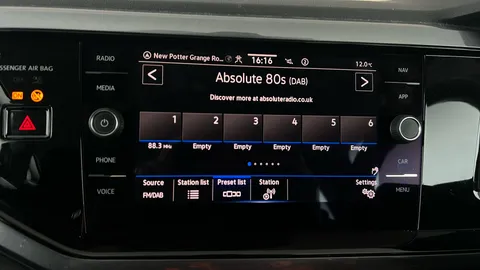 New Potter Grange Ro... 16:16 12.0°C
RADIO
MEDIA
PHONE
VOICE
PASSENGER AIR BAG
ON
< Absolute 80s (DAB) >
Discover more at absoluteradio.co.uk
1 2 3 4 5 6
88.3 MHz Empty Empty Empty Empty Empty
Source Station list Preset list Station Settings
FM/DAB
NAV
APP
CAR
MENU